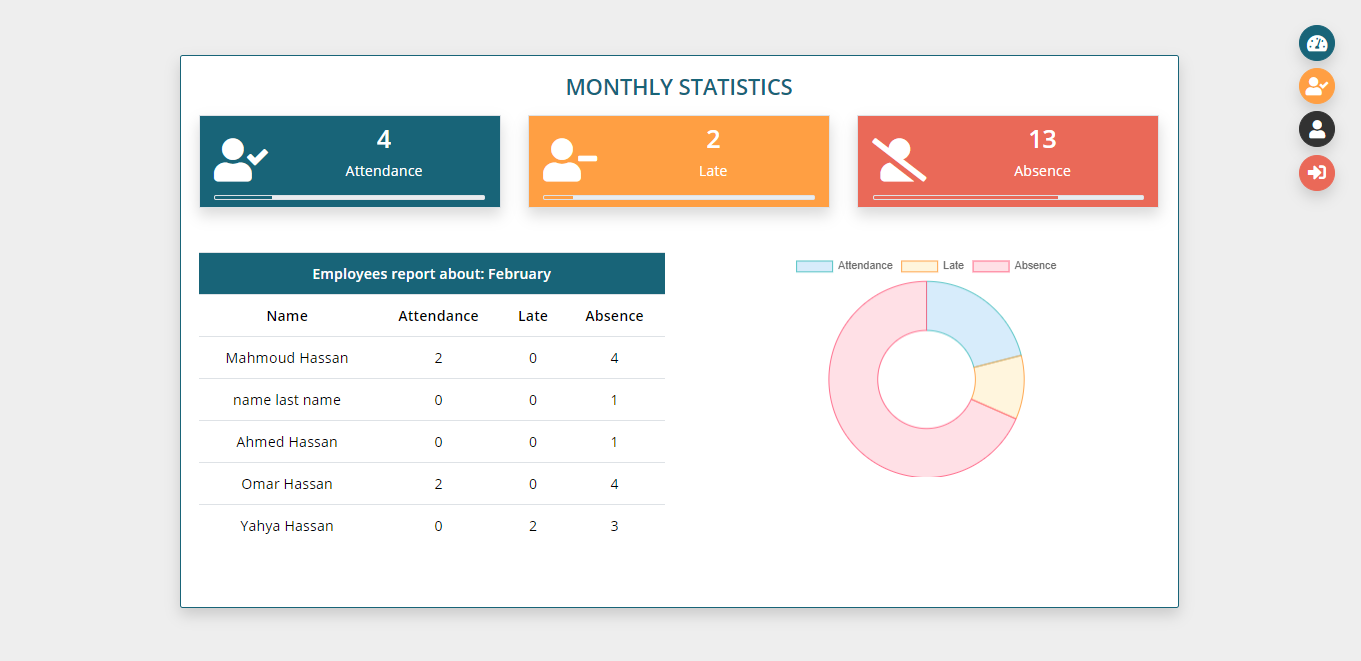 MONTHLY STATISTICS
4
Attendance
2
Late
13
Absence
Employees report about: February
Name Attendance Late Absence
Mahmoud Hassan 2 0 4
name last name 0 0 1
Ahmed Hassan 0 0 1
Omar Hassan 2 0 4
Yahya Hassan 0 2 3
Attendance Late Absence